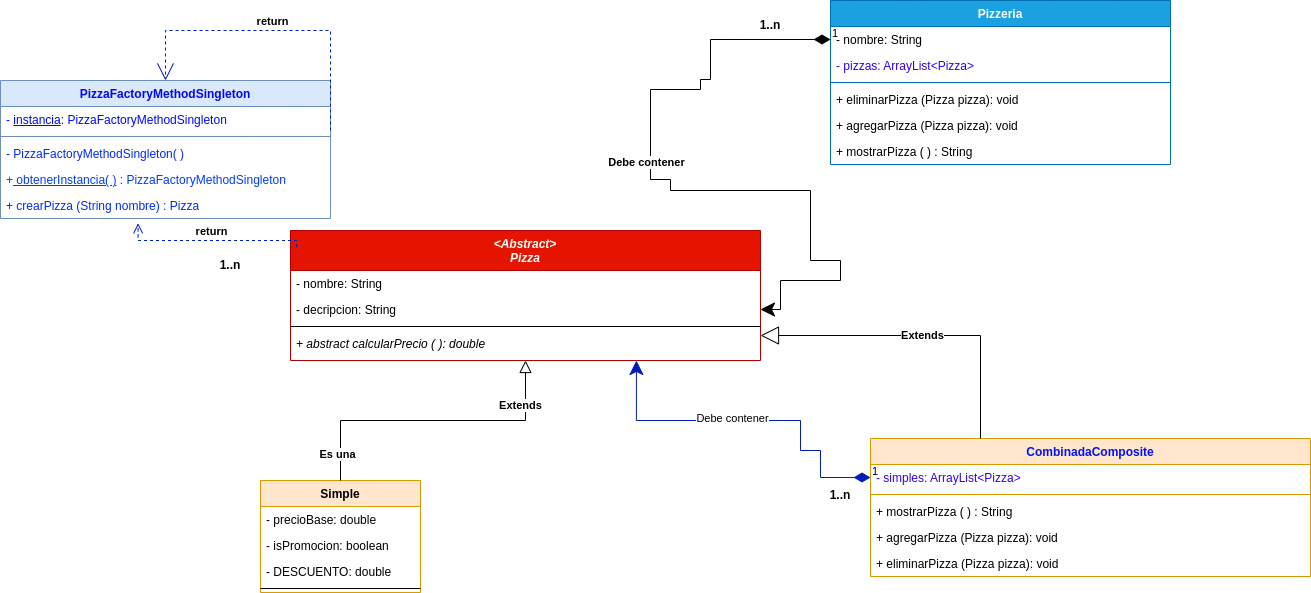 return
PizzaFactoryMethodSingleton
- instancia: PizzaFactoryMethodSingleton
- PizzaFactoryMethodSingleton( )
+ obtenerInstancia( ) : PizzaFactoryMethodSingleton
+ crearPizza (String nombre) : Pizza
return
1..n
1..n
Pizzeria
1
- nombre: String
- pizzas: ArrayList<Pizza>
+ eliminarPizza (Pizza pizza): void
+ agregarPizza (Pizza pizza): void
+ mostrarPizza ( ) : String
Debe contener
<Abstract>
Pizza
- nombre: String
- decripcion: String
+ abstract calcularPrecio ( ): double
Extends
Extends
Es una
Debe contener
1..n
Simple
- precioBase: double
- isPromocion: boolean
- DESCUENTO: double
CombinadaComposite
1
- simples: ArrayList<Pizza>
+ mostrarPizza ( ) : String
+ agregarPizza (Pizza pizza): void
+ eliminarPizza (Pizza pizza): void